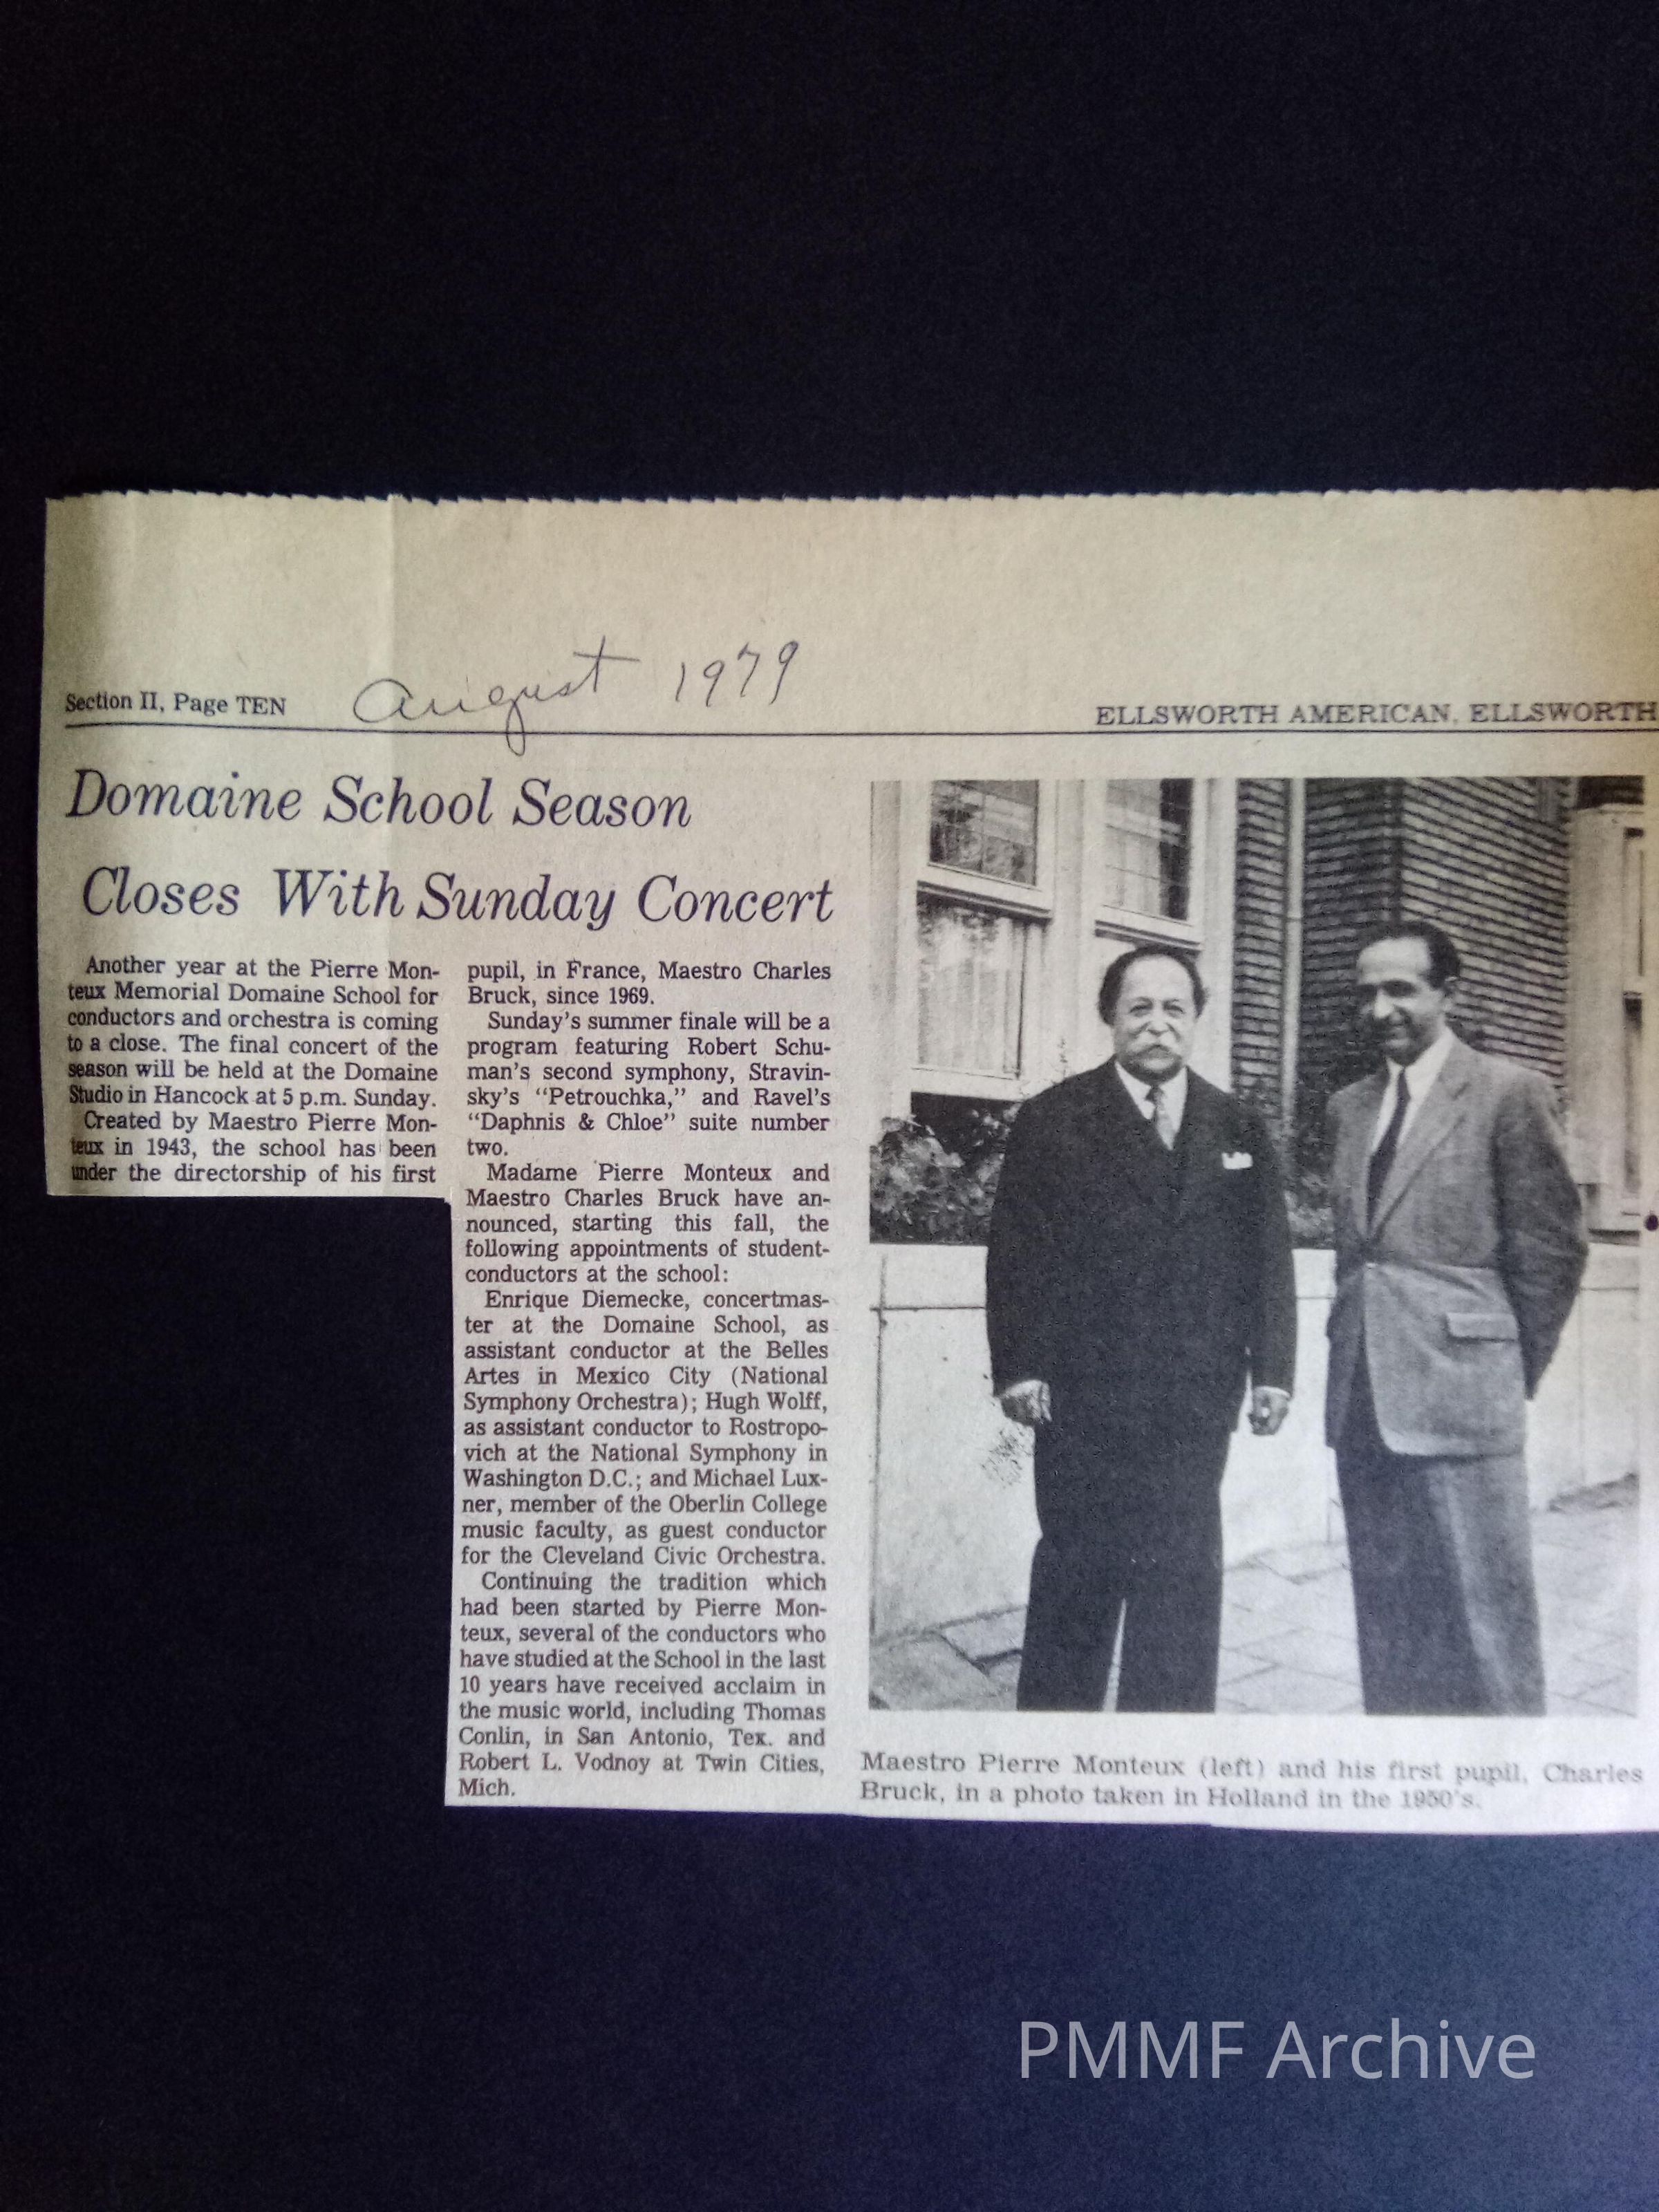 Section II, Page TEN
August 1979
ELLSWORTH AMERICAN, ELLSWORTH
Domaine School Season
Closes With Sunday Concert
Another year at the Pierre Mon-
teux Memorial Domaine School for
conductors and orchestra is coming
to a close. The final concert of the
season will be held at the Domaine
Studio in Hancock at 5 p.m. Sunday.
Created by Maestro Pierre Mon-
teux in 1943, the school has been
under the directorship of his first
pupil, in France, Maestro Charles
Bruck, since 1969.
Sunday's summer finale will be a
program featuring Robert Schu-
man's second symphony, Stravin-
sky's "Petrouchka," and Ravel's
"Daphnis & Chloe" suite number
two.
Madame Pierre Monteux and
Maestro Charles Bruck have an-
nounced, starting this fall, the
following appointments of student-
conductors at the school:
Enrique Diemecke, concertmas-
ter at the Domaine School, as
assistant conductor at the Belles
Artes in Mexico City (National
Symphony Orchestra); Hugh Wolff,
as assistant conductor to Rostropo-
vich at the National Symphony in
Washington D.C.; and Michael Lux-
ner, member of the Oberlin College
music faculty, as guest conductor
for the Cleveland Civic Orchestra.
Continuing the tradition which
had been started by Pierre Mon-
teux, several of the conductors who
have studied at the School in the last
10 years have received acclaim in
the music world, including Thomas
Conlin, in San Antonio, Tex. and
Robert L. Vodnoy at Twin Cities,
Mich.
Maestro Pierre Monteux (left) and his first pupil, Charles
Bruck, in a photo taken in Holland in the 1950's.
PMMF Archive